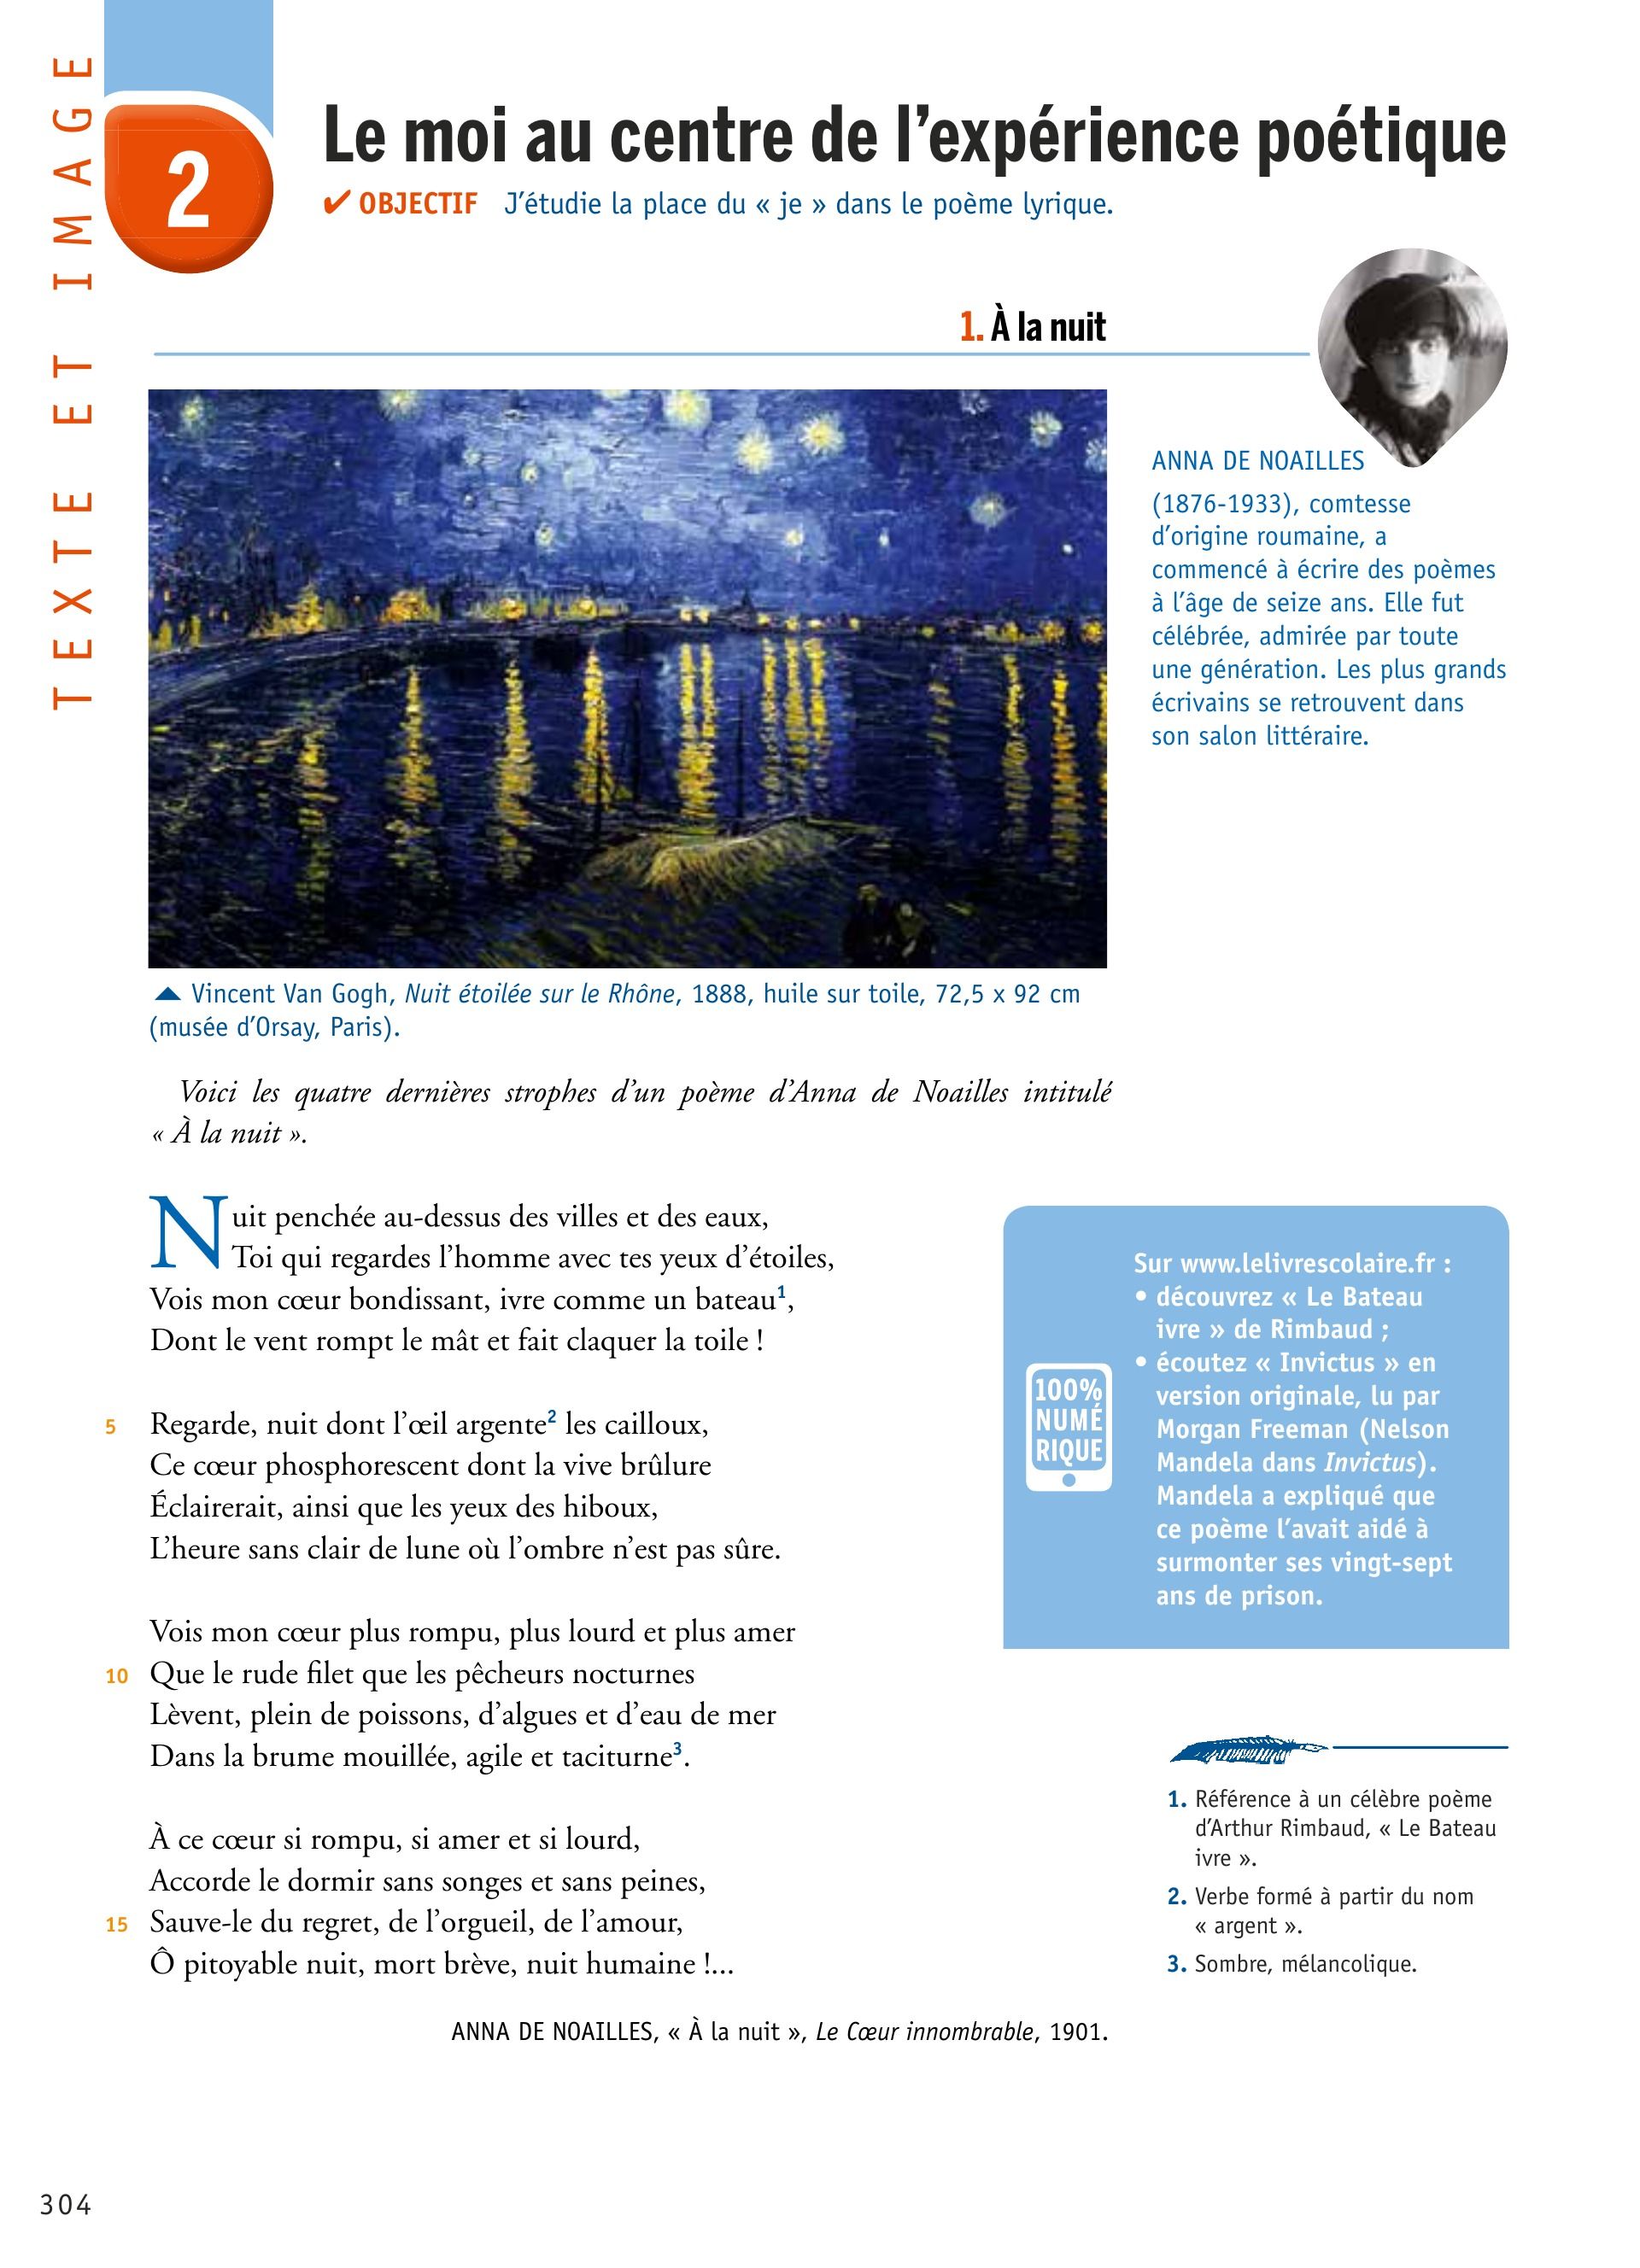 TEXTE ET IMAGE
2
Le moi au centre de l’expérience poétique
✔ OBJECTIF J’étudie la place du « je » dans le poème lyrique.
1. À la nuit
ANNA DE NOAILLES
(1876-1933), comtesse
d’origine roumaine, a
commencé à écrire des poèmes
à l’âge de seize ans. Elle fut
célébrée, admirée par toute
une génération. Les plus grands
écrivains se retrouvent dans
son salon littéraire.
Vincent Van Gogh, Nuit étoilée sur le Rhône, 1888, huile sur toile, 72,5 x 92 cm
(musée d’Orsay, Paris).
Voici les quatre dernières strophes d’un poème d’Anna de Noailles intitulé
« À la nuit ».
Nuit penchée au-dessus des villes et des eaux,
Toi qui regardes l’homme avec tes yeux d’étoiles,
Vois mon cœur bondissant, ivre comme un bateau1,
Dont le vent rompt le mât et fait claquer la toile !
5 Regarde, nuit dont l’œil argente2 les cailloux,
Ce cœur phosphorescent dont la vive brûlure
Éclairerait, ainsi que les yeux des hiboux,
L’heure sans clair de lune où l’ombre n’est pas sûre.
Vois mon cœur plus rompu, plus lourd et plus amer
10 Que le rude filet que les pêcheurs nocturnes
Lèvent, plein de poissons, d’algues et d’eau de mer
Dans la brume mouillée, agile et taciturne3.
À ce cœur si rompu, si amer et si lourd,
Accorde le dormir sans songes et sans peines,
15 Sauve-le du regret, de l’orgueil, de l’amour,
Ô pitoyable nuit, mort brève, nuit humaine !...
ANNA DE NOAILLES, « À la nuit », Le Cœur innombrable, 1901.
100%
NUMÉ
RIQUE
Sur www.lelivrescolaire.fr :
• découvrez « Le Bateau
ivre » de Rimbaud ;
• écoutez « Invictus » en
version originale, lu par
Morgan Freeman (Nelson
Mandela dans Invictus).
Mandela a expliqué que
ce poème l’avait aidé à
surmonter ses vingt-sept
ans de prison.
1. Référence à un célèbre poème
d’Arthur Rimbaud, « Le Bateau
ivre ».
2. Verbe formé à partir du nom
« argent ».
3. Sombre, mélancolique.
304